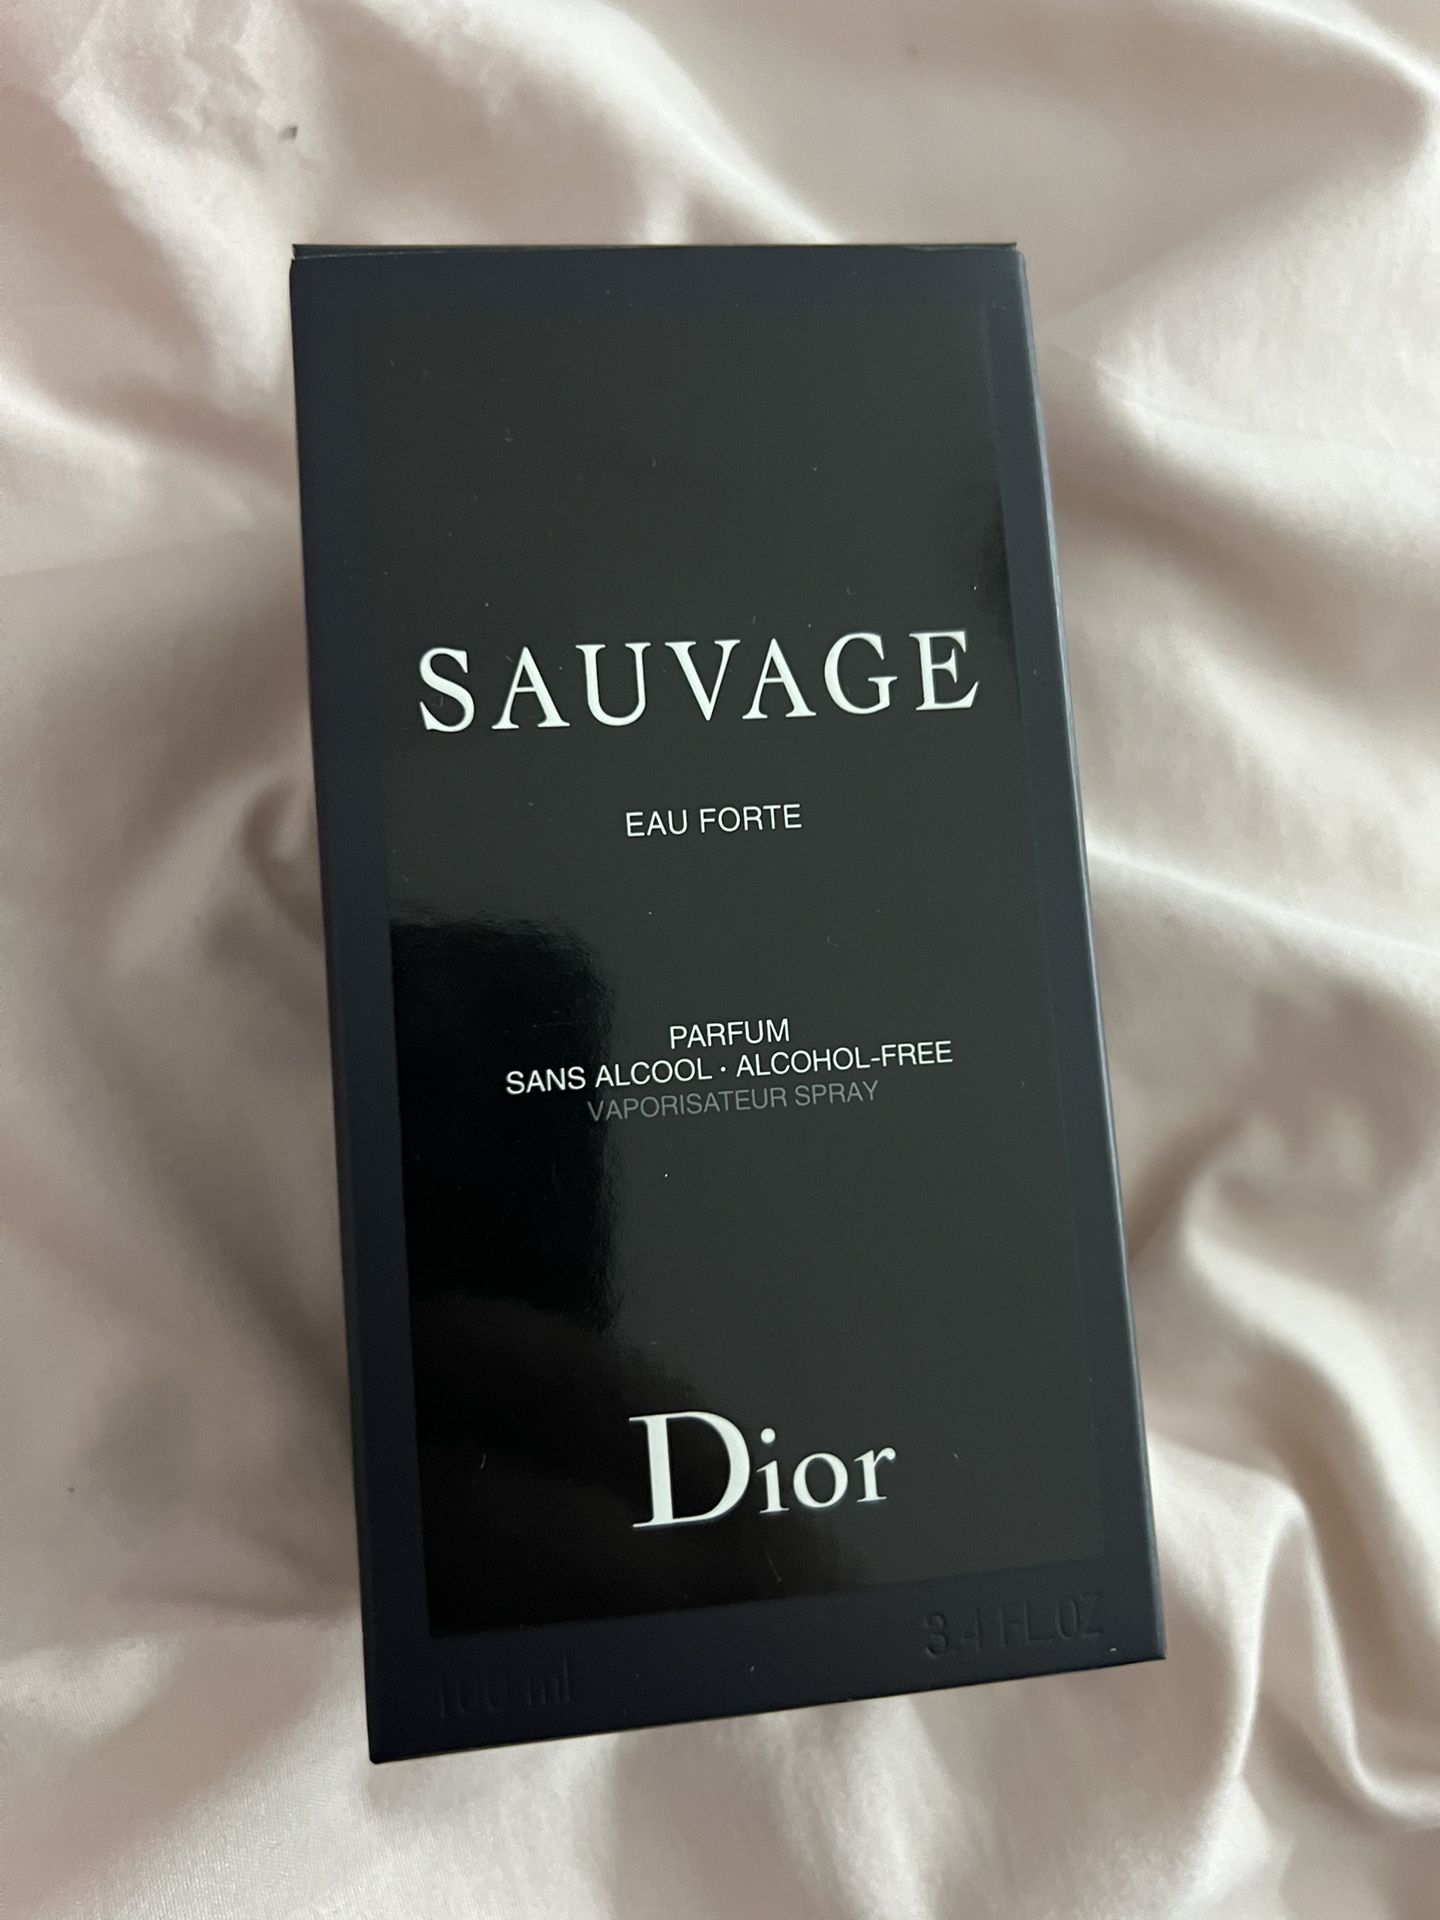 SAUVAGE
EAU FORTE
PARFUM
SANS ALCOOL · ALCOHOL-FREE
VAPORISATEUR SPRAY
Dior
100 ml
3.4 FL.OZ